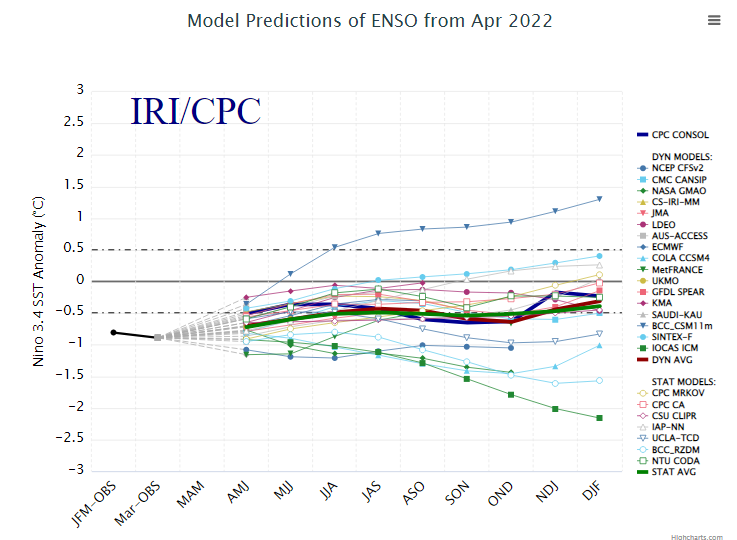 Model Predictions of ENSO from Apr 2022
IRI/CPC
Nino 3.4 SST Anomaly (°C)
3
2.5
2
1.5
1
0.5
0
-0.5
-1
-1.5
-2
-2.5
-3
JFM-OBS
Mar-OBS
MAM
AMJ
MJJ
JJA
JAS
ASO
SON
OND
NDJ
DJF
CPC CONSOL
DYN MODELS:
NCEP CFSv2
CMC CANSIP
NASA GMAO
CS-IRI-MM
JMA
LDEO
AUS-ACCESS
ECMWF
COLA CCSM4
MetFRANCE
UKMO
GFDL SPEAR
KMA
SAUDI-KAU
BCC_CSM11m
SINTEX-F
IOCAS ICM
DYN AVG
STAT MODELS:
CPC MRKOV
CPC CA
CSU CLIPR
IAP-NN
UCLA-TCD
BCC_RZDM
NTU CODA
STAT AVG
Highcharts.com